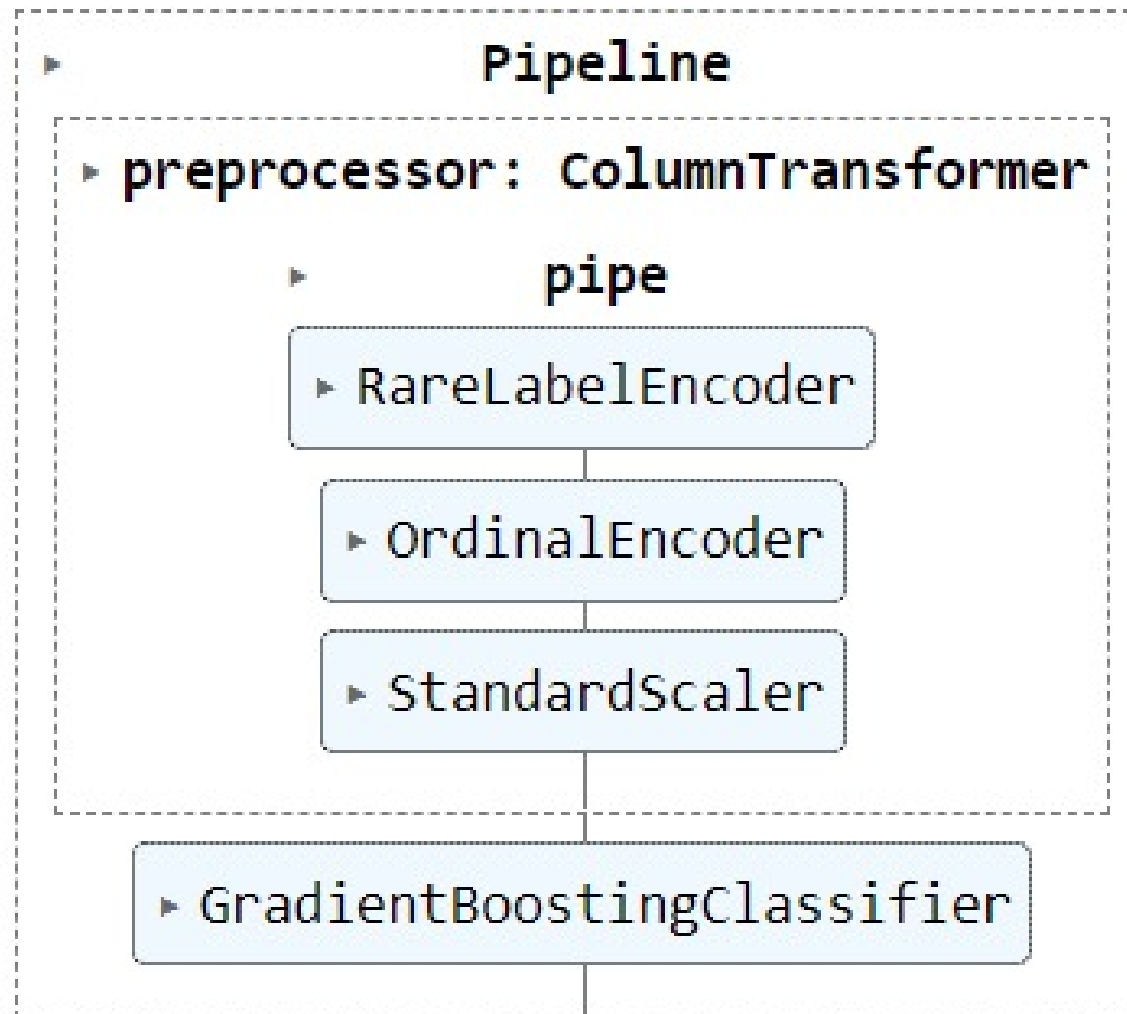 Pipeline
preprocessor: ColumnTransformer
pipe
RareLabelEncoder
OrdinalEncoder
StandardScaler
GradientBoostingClassifier